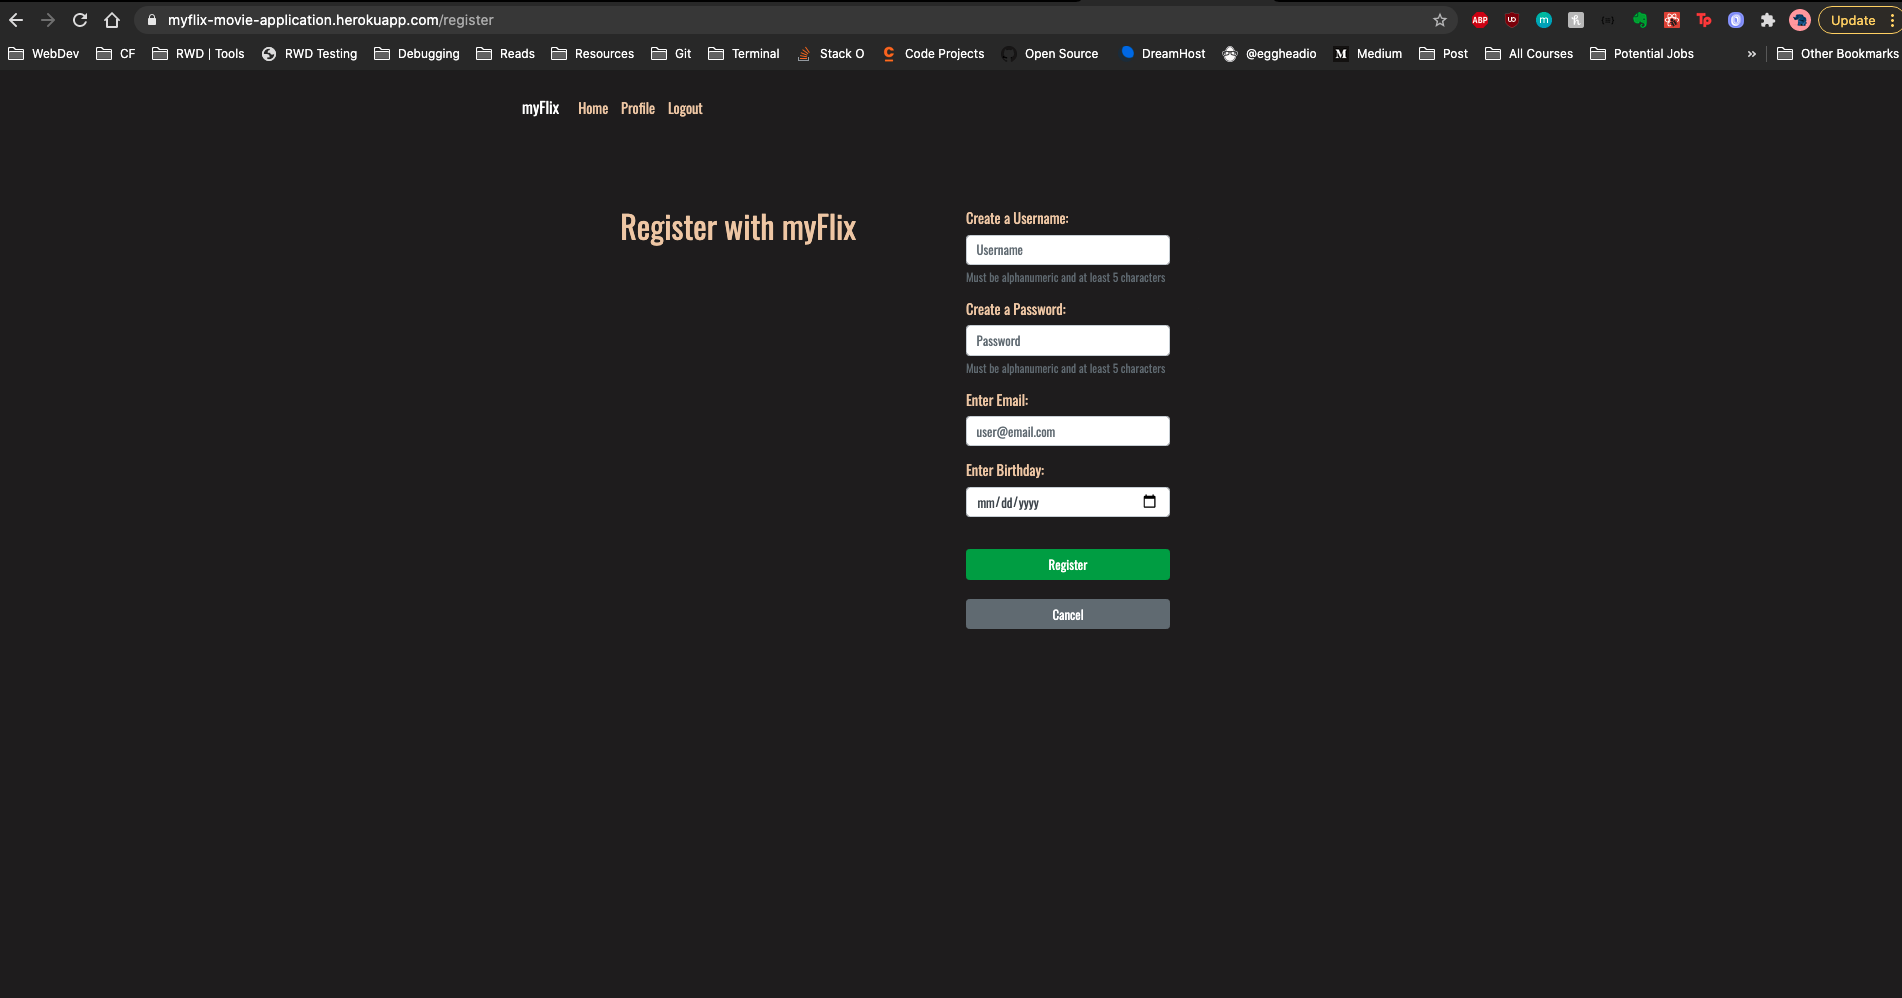 myflix-movie-application.herokuapp.com/register
ABP
UD
m
Tp
Update
WebDev CF RWD | Tools RWD Testing Debugging Reads Resources Git Terminal Stack O Code Projects Open Source DreamHost @eggheadio M Medium Post All Courses Potential Jobs » Other Bookmarks
myFlix Home Profile Logout
Register with myFlix
Create a Username:
Username
Must be alphanumeric and at least 5 characters
Create a Password:
Password
Must be alphanumeric and at least 5 characters
Enter Email:
user@email.com
Enter Birthday:
mm/dd/yyyy
Register
Cancel